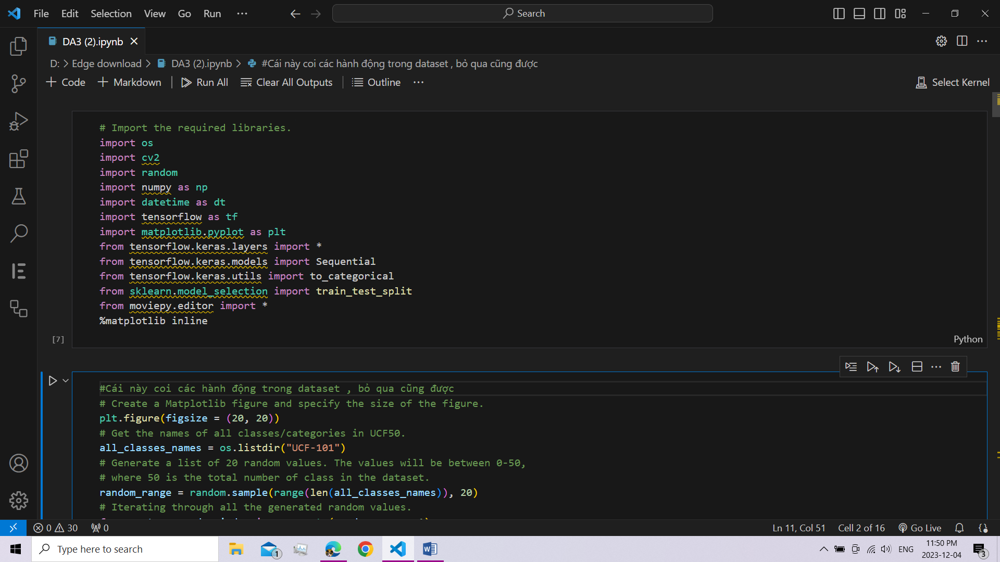 File Edit Selection View Go Run ···
Search
DA3 (2).ipynb
D: > Edge download > DA3 (2).ipynb > #Cái này coi các hành động trong dataset , bỏ qua cũng được
+ Code + Markdown | Run All Clear All Outputs | Outline ···
Select Kernel
# Import the required libraries.
import os
import cv2
import random
import numpy as np
import datetime as dt
import tensorflow as tf
import matplotlib.pyplot as plt
from tensorflow.keras.layers import *
from tensorflow.keras.models import Sequential
from tensorflow.keras.utils import to_categorical
from sklearn.model_selection import train_test_split
from moviepy.editor import *
%matplotlib inline
[7]
Python
#Cái này coi các hành động trong dataset , bỏ qua cũng được
# Create a Matplotlib figure and specify the size of the figure.
plt.figure(figsize = (20, 20))
# Get the names of all classes/categories in UCF50.
all_classes_names = os.listdir("UCF-101")
# Generate a list of 20 random values. The values will be between 0-50,
# where 50 is the total number of class in the dataset.
random_range = random.sample(range(len(all_classes_names)), 20)
# Iterating through all the generated random values.
0 30 0
Ln 11, Col 51 Cell 2 of 16 Go Live
Type here to search
1
ENG
11:50 PM
2023-12-04
3